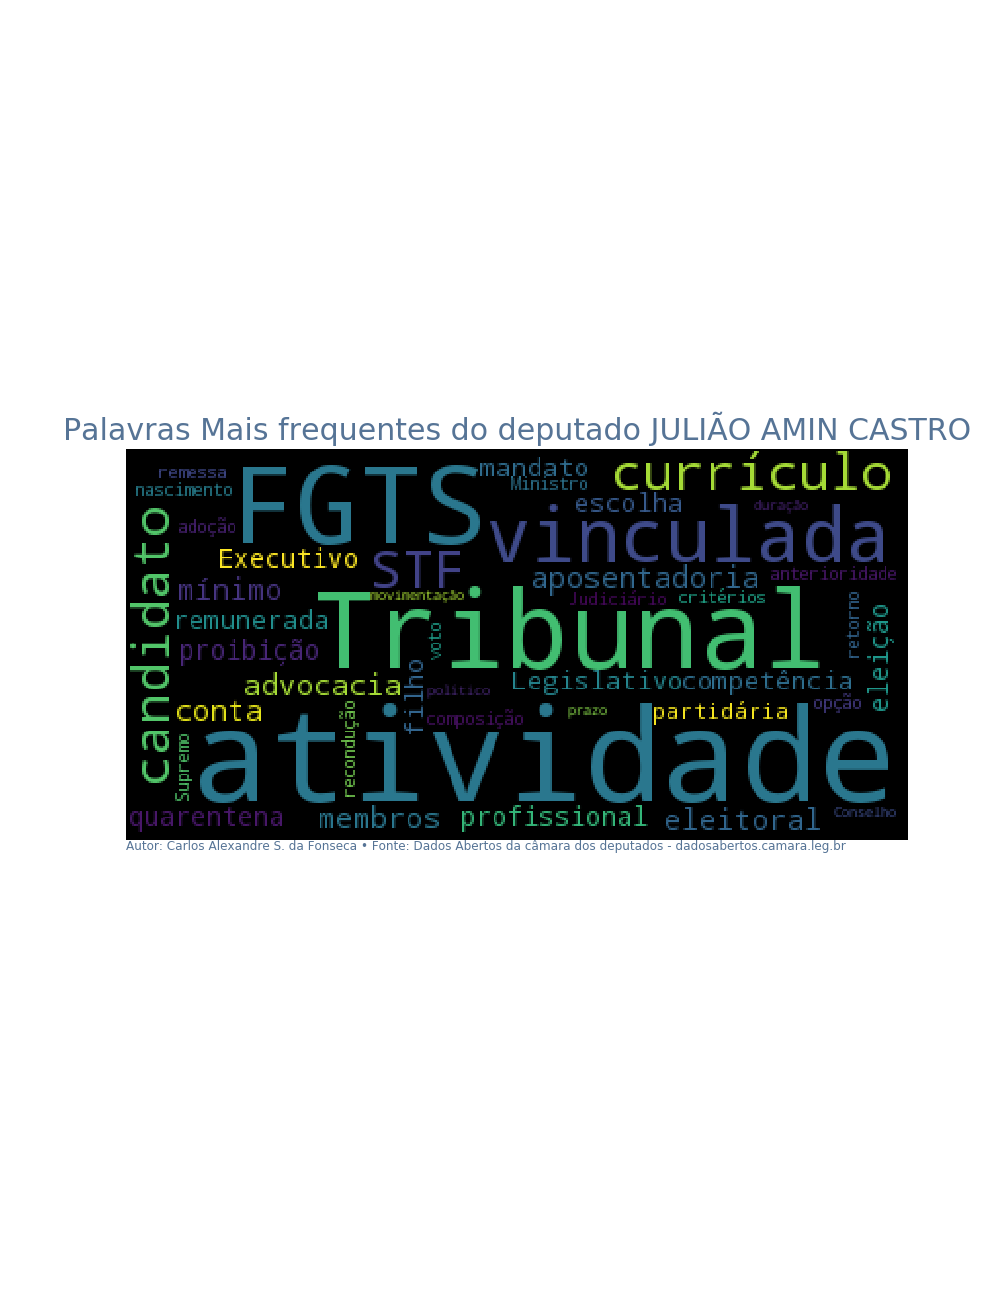 Palavras Mais frequentes do deputado JULIÃO AMIN CASTRO
remessa
nascimento
FGTS
mandato
Ministro
currículo
escolha
duração
adoção
vinculada
Executivo
STF
candidato
mínimo
aposentadoria
anterioridade
movimentação
Judiciário
critérios
remunerada
Tribunal
retorno
eleição
proibição
voto
advocacia
filho
político
Legislativo
competência
conta
composição
prazo
partidária
opção
recondução
Supremo
atividade
quarentena
membros
profissional
eleitoral
Conselho
Autor: Carlos Alexandre S. da Fonseca • Fonte: Dados Abertos da câmara dos deputados - dadosabertos.camara.leg.br